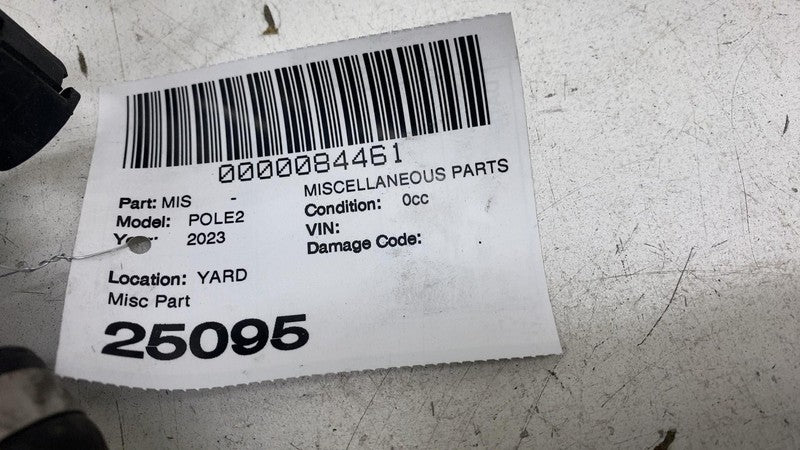 0000084461
Part: MIS - MISCELLANEOUS PARTS
Model: POLE2 Condition: 0cc
2023 VIN:
Damage Code:
Location: YARD
Misc Part
25095